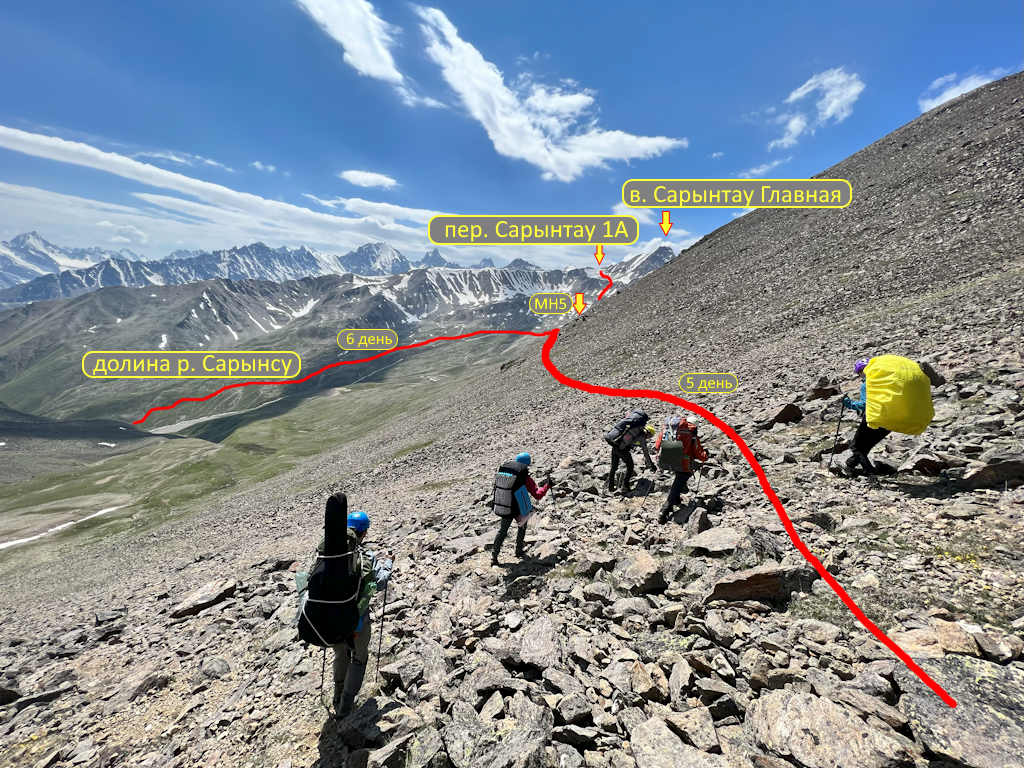 в. Сарынтау Главная
пер. Сарынтау 1А
МН5
6 день
долина р. Сарынсу
5 день